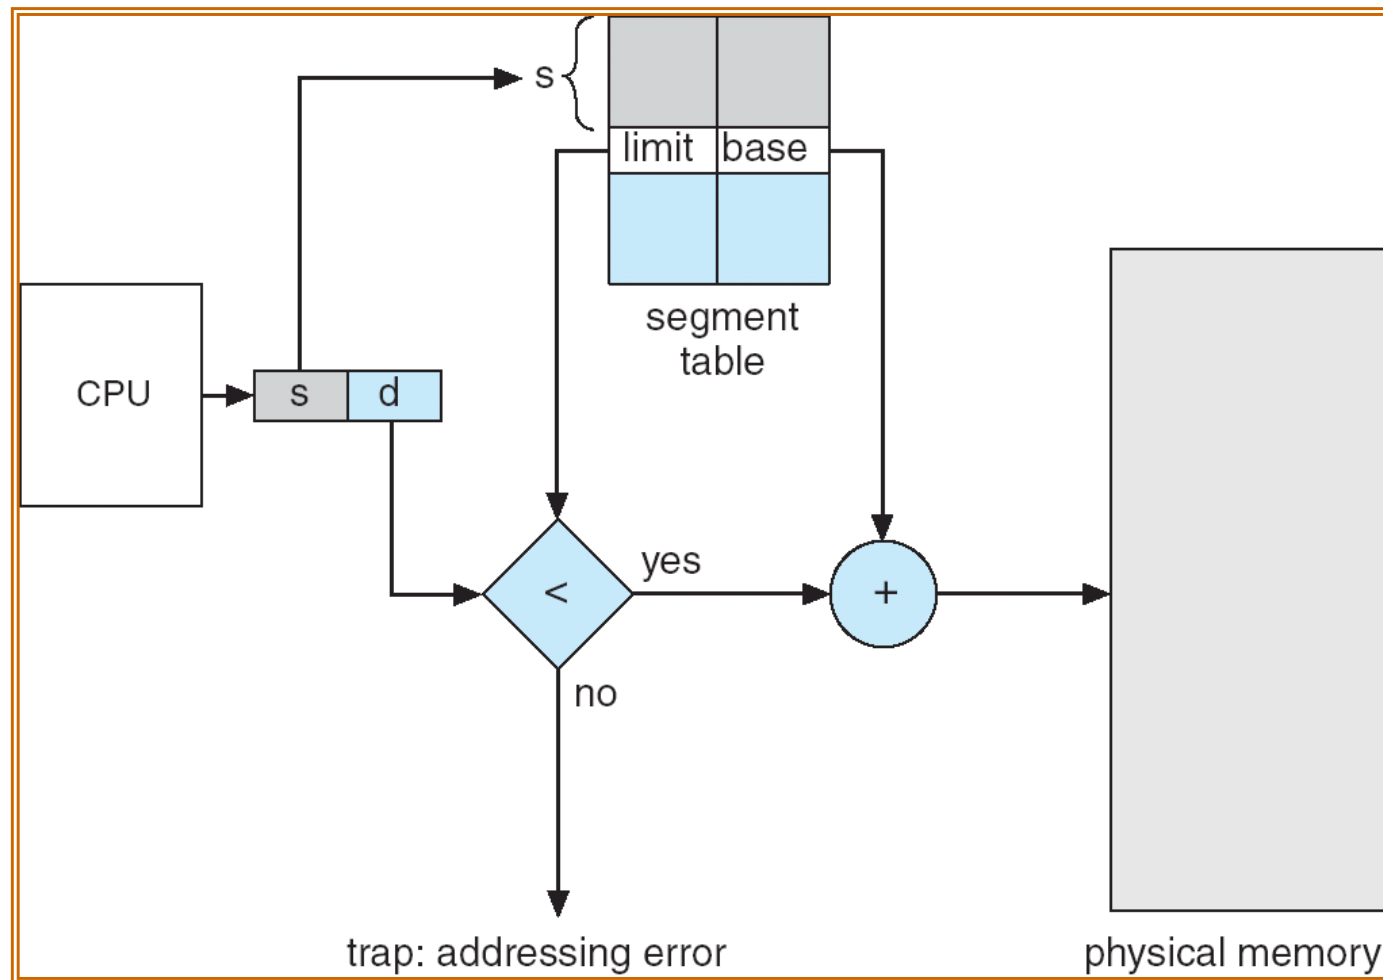 s
limit base
segment
table
CPU
s d
yes
<
+
no
trap: addressing error
physical memory